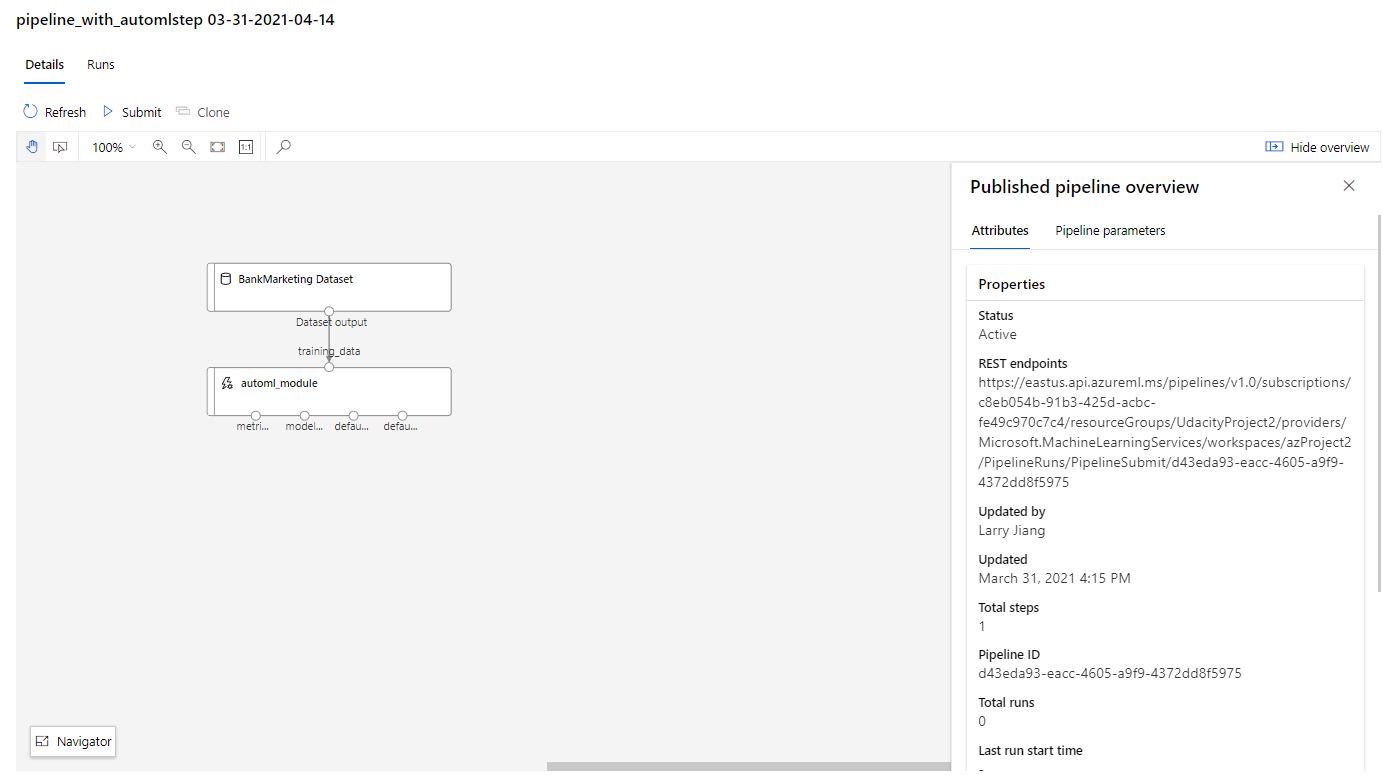 pipeline_with_automlstep 03-31-2021-04-14
Details Runs
Refresh Submit Clone
100% 1:1 Hide overview
BankMarketing Dataset
Dataset output
training_data
automl_module
metri... model... defau... defau...
Navigator
Published pipeline overview
Attributes Pipeline parameters
Properties
Status
Active
REST endpoints
https://eastus.api.azureml.ms/pipelines/v1.0/subscriptions/
c8eb054b-91b3-425d-acbc-
fe49c970c7c4/resourceGroups/UdacityProject2/providers/
Microsoft.MachineLearningServices/workspaces/azProject2
/PipelineRuns/PipelineSubmit/d43eda93-eacc-4605-a9f9-
4372dd8f5975
Updated by
Larry Jiang
Updated
March 31, 2021 4:15 PM
Total steps
1
Pipeline ID
d43eda93-eacc-4605-a9f9-4372dd8f5975
Total runs
0
Last run start time